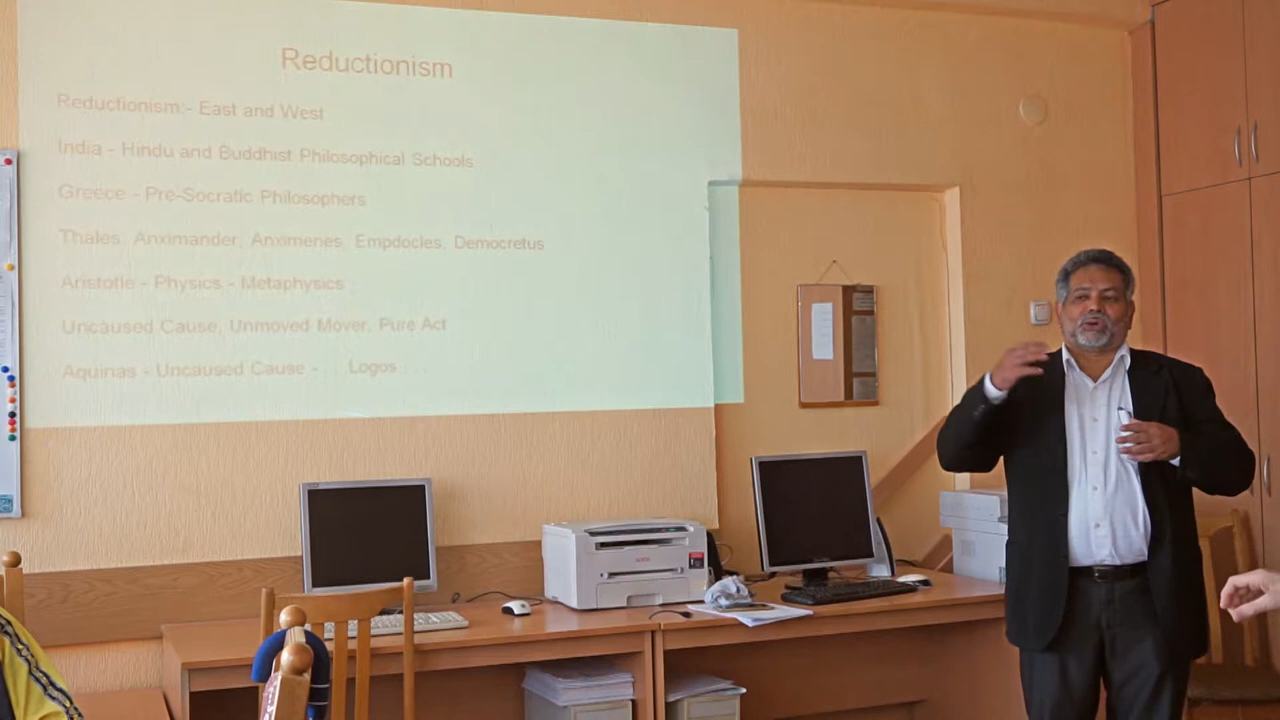 Reductionism
Reductionism:- East and West
India - Hindu and Buddhist Philosophical Schools
Greece - Pre-Socratic Philosophers
Thales, Anximander, Anximenes, Empdocles, Democretus
Aristotle - Physics - Metaphysics
Uncaused Cause, Unmoved Mover, Pure Act
Aquinas - Uncaused Cause - Logos